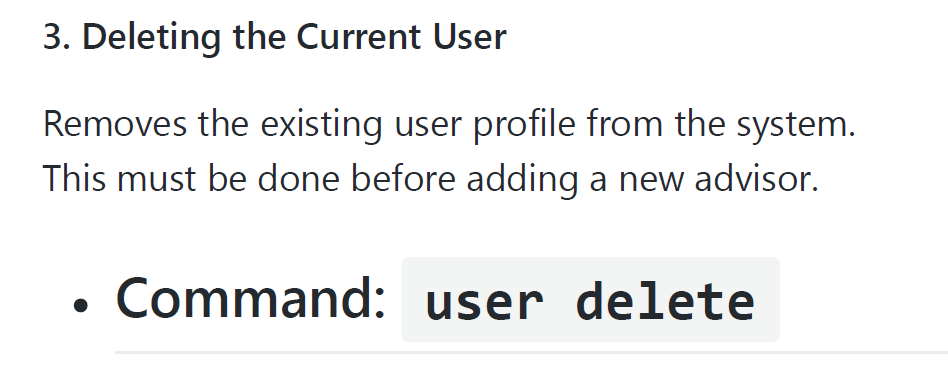 3. Deleting the Current User
Removes the existing user profile from the system.
This must be done before adding a new advisor.
• Command: user delete